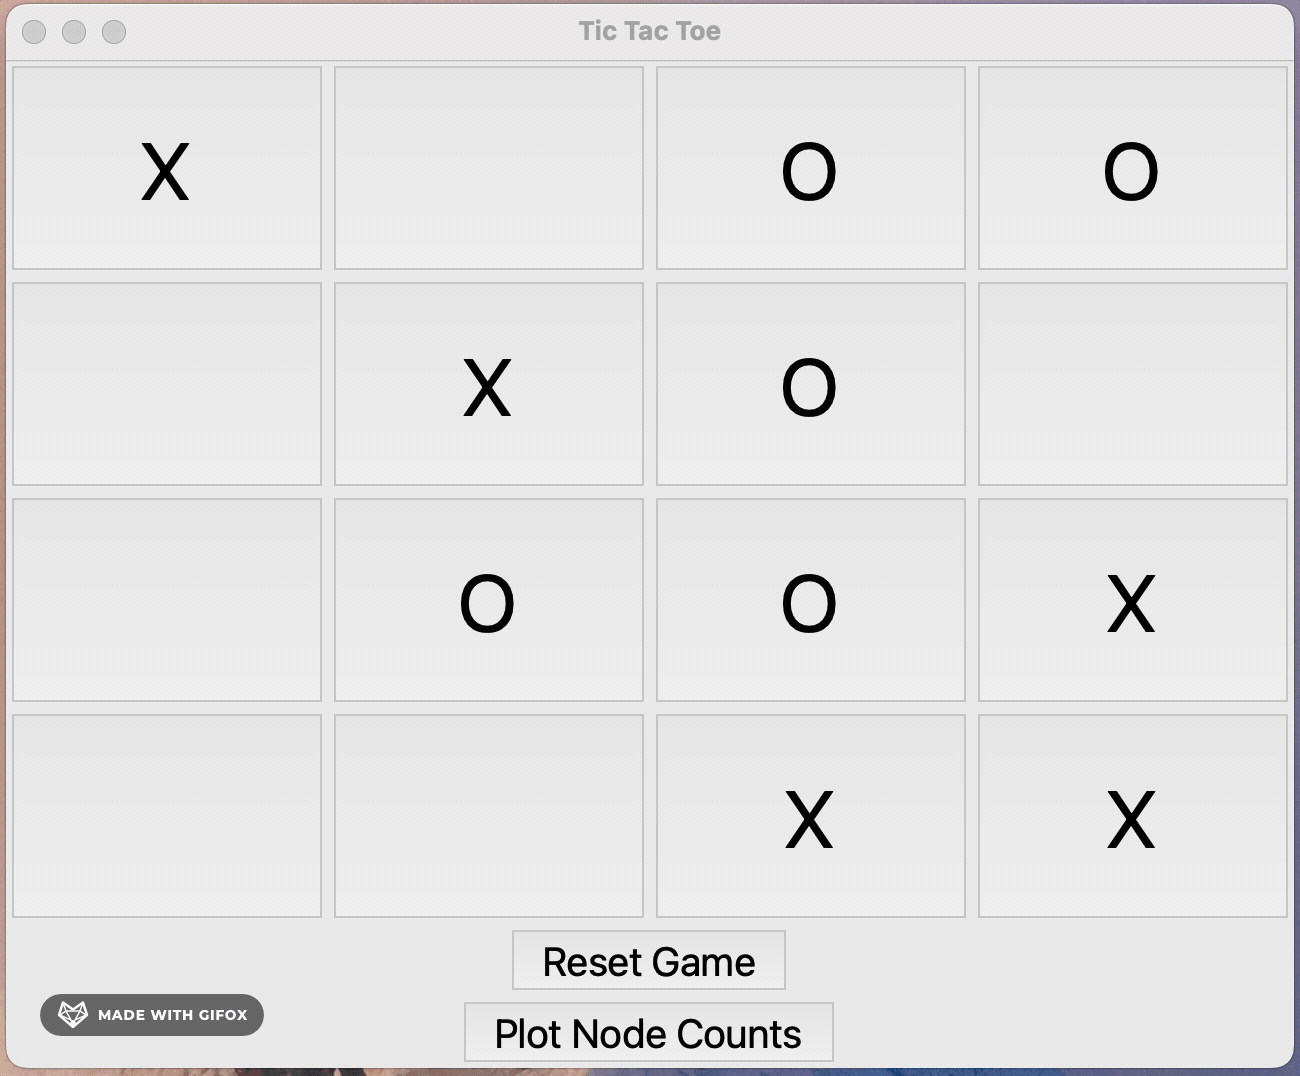 Tic Tac Toe
X O O
X O
O O X
X X
Reset Game
MADE WITH GIFOX
Plot Node Counts